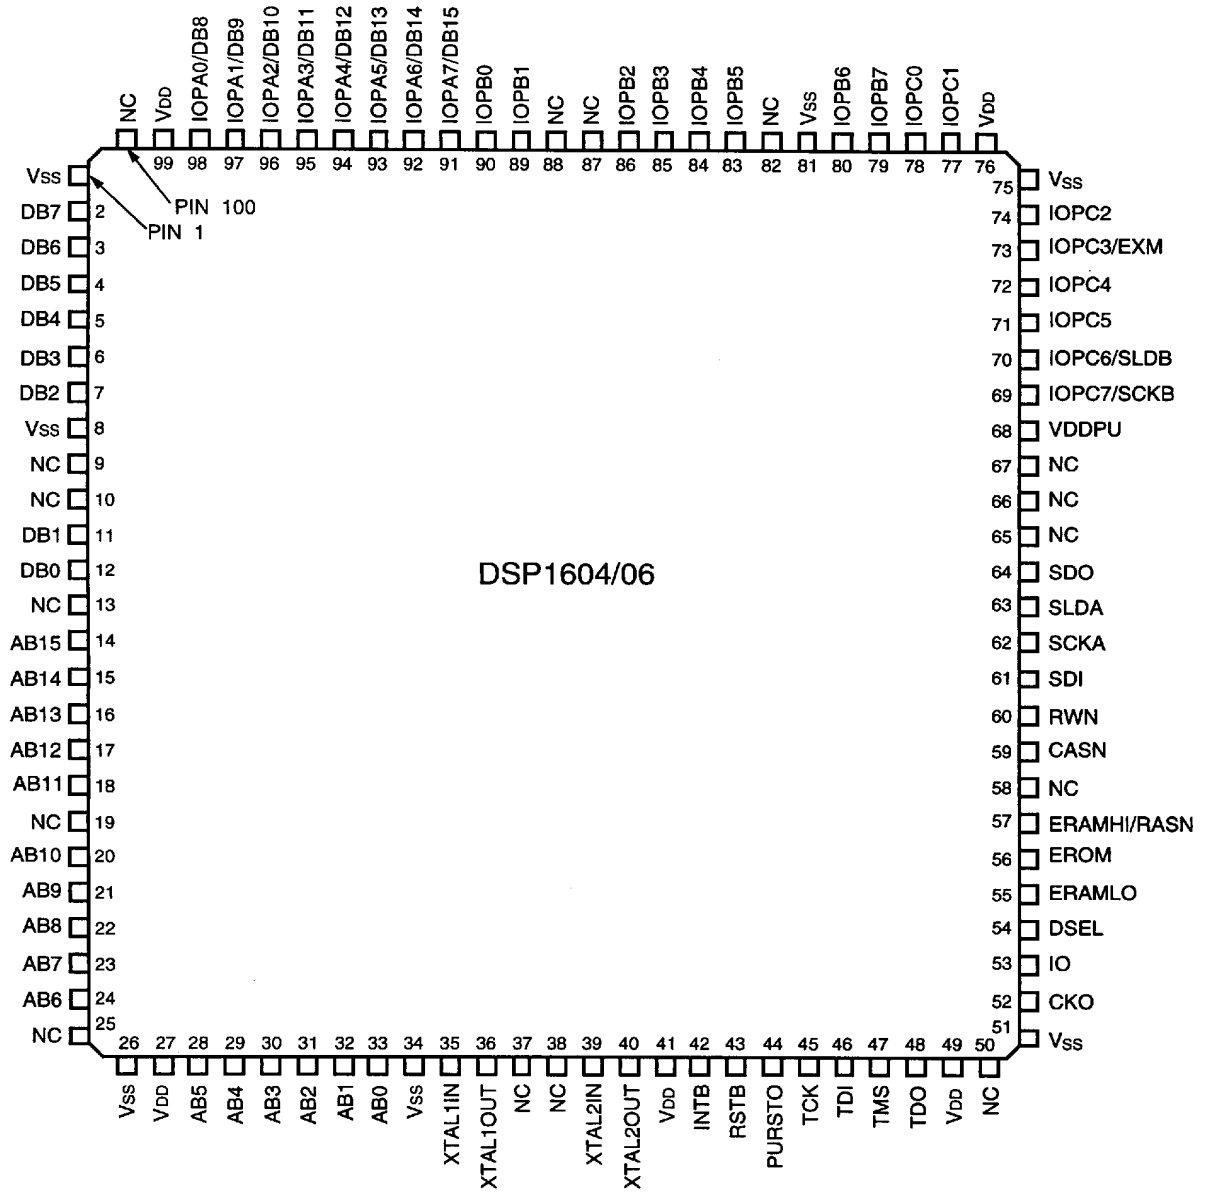 NC
VDD
IOPA0/DB8
IOPA1/DB9
IOPA2/DB10
IOPA3/DB11
IOPA4/DB12
IOPA5/DB13
IOPA6/DB14
IOPA7/DB15
IOPB0
IOPB1
NC
NC
IOPB2
IOPB3
IOPB4
IOPB5
NC
VSS
IOPB6
IOPB7
IOPC0
IOPC1
VDD
99 98 97 96 95 94 93 92 91 90 89 88 87 86 85 84 83 82 81 80 79 78 77 76
PIN 100
PIN 1
VSS
DB7 2
DB6 3
DB5 4
DB4 5
DB3 6
DB2 7
VSS 8
NC 9
NC 10
DB1 11
DB0 12
NC 13
AB15 14
AB14 15
AB13 16
AB12 17
AB11 18
NC 19
AB10 20
AB9 21
AB8 22
AB7 23
AB6 24
NC 25
DSP1604/06
75 VSS
74 IOPC2
73 IOPC3/EXM
72 IOPC4
71 IOPC5
70 IOPC6/SLDB
69 IOPC7/SCKB
68 VDDPU
67 NC
66 NC
65 NC
64 SDO
63 SLDA
62 SCKA
61 SDI
60 RWN
59 CASN
58 NC
57 ERAMHI/RASN
56 EROM
55 ERAMLO
54 DSEL
53 IO
52 CKO
51 VSS
26 27 28 29 30 31 32 33 34 35 36 37 38 39 40 41 42 43 44 45 46 47 48 49 50
VSS
VDD
AB5
AB4
AB3
AB2
AB1
AB0
VSS
XTAL1IN
XTAL1OUT
NC
NC
XTAL2IN
XTAL2OUT
VDD
INTB
RSTB
PURSTO
TCK
TDI
TMS
TDO
VDD
NC